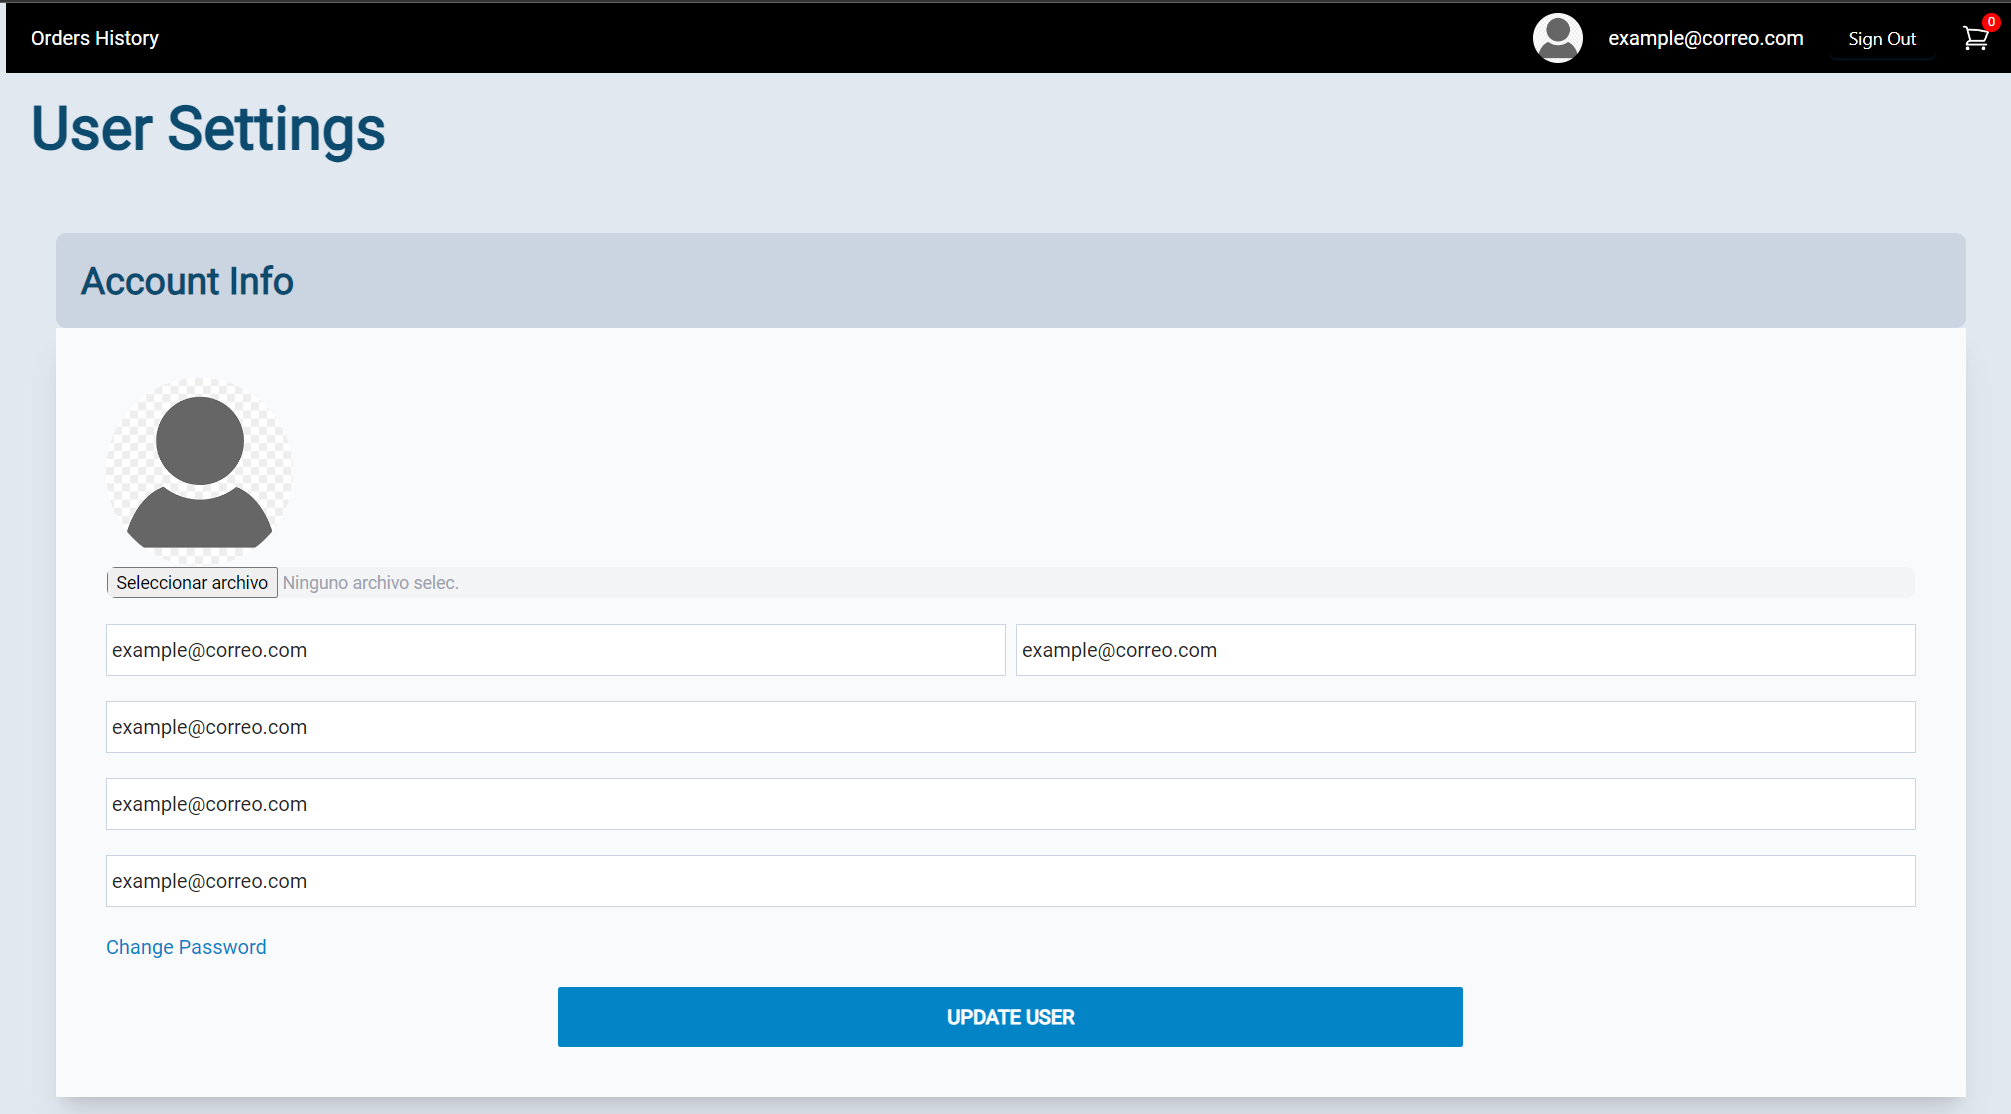 Orders History
example@correo.com
Sign Out
0
User Settings
Account Info
Seleccionar archivo Ninguno archivo selec.
example@correo.com
example@correo.com
example@correo.com
example@correo.com
example@correo.com
Change Password
UPDATE USER